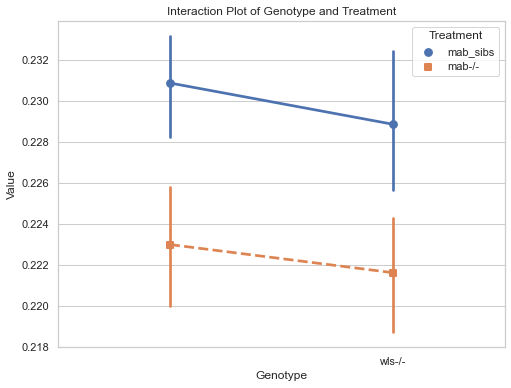 Interaction Plot of Genotype and Treatment
Treatment
mab_sibs
mab-/-
0.232
0.230
0.228
0.226
0.224
0.222
0.220
0.218
Value
wls-/-
Genotype